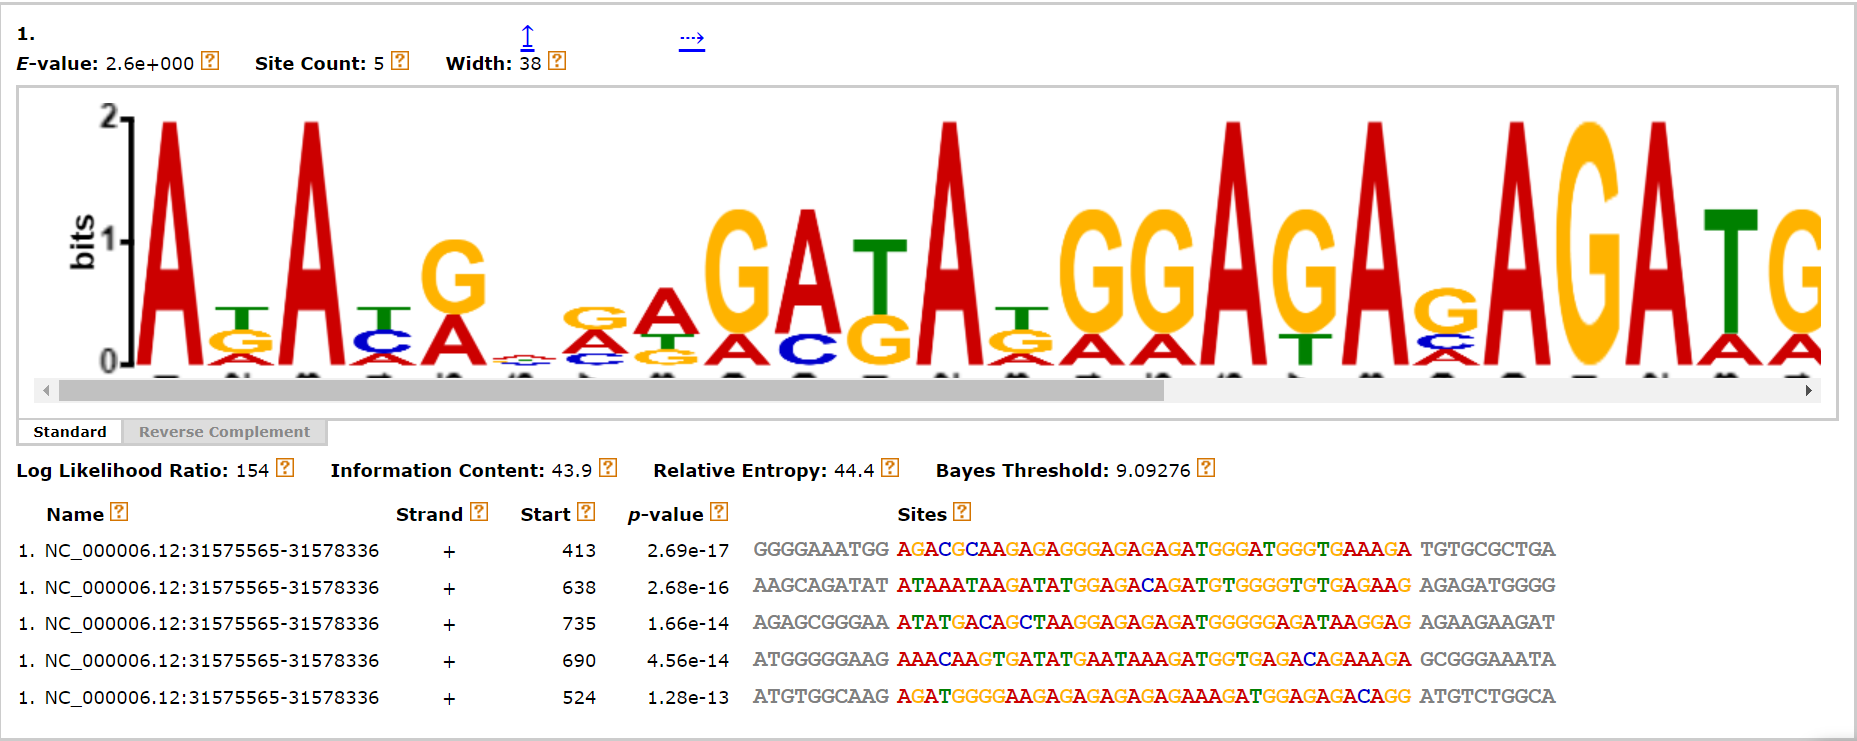 1. ↑ ⇢
E-value: 2.6e+000 ? Site Count: 5 ? Width: 38 ?
2
bits
1
0
Standard Reverse Complement
Log Likelihood Ratio: 154 ? Information Content: 43.9 ? Relative Entropy: 44.4 ? Bayes Threshold: 9.09276 ?
Name ? Strand ? Start ? p-value ? Sites ?
1. NC_000006.12:31575565-31578336 + 413 2.69e-17 GGGGAAATGG AGACGCAAGAGAGGGAGAGAGATGGGATGGGTGAAAGA TGTGCGCTGA
1. NC_000006.12:31575565-31578336 + 638 2.68e-16 AAGCAGATAT ATAAATAAGATATGGAGACAGATGTGGGGTGTGAGAAG AGAGATGGGG
1. NC_000006.12:31575565-31578336 + 735 1.66e-14 AGAGCGGGAA ATATGACAGCTAAGGAGAGAGATGGGGGAGATAAGGAG AGAAGAAGAT
1. NC_000006.12:31575565-31578336 + 690 4.56e-14 ATGGGGGAAG AAACAAGTGATATGAATAAAGATGGTGAGACAGAAAGA GCGGGAAATA
1. NC_000006.12:31575565-31578336 + 524 1.28e-13 ATGTGGCAAG AGATGGGGAAGAGAGAGAGAGAAAGATGGAGAGACAGG ATGTCTGGCA